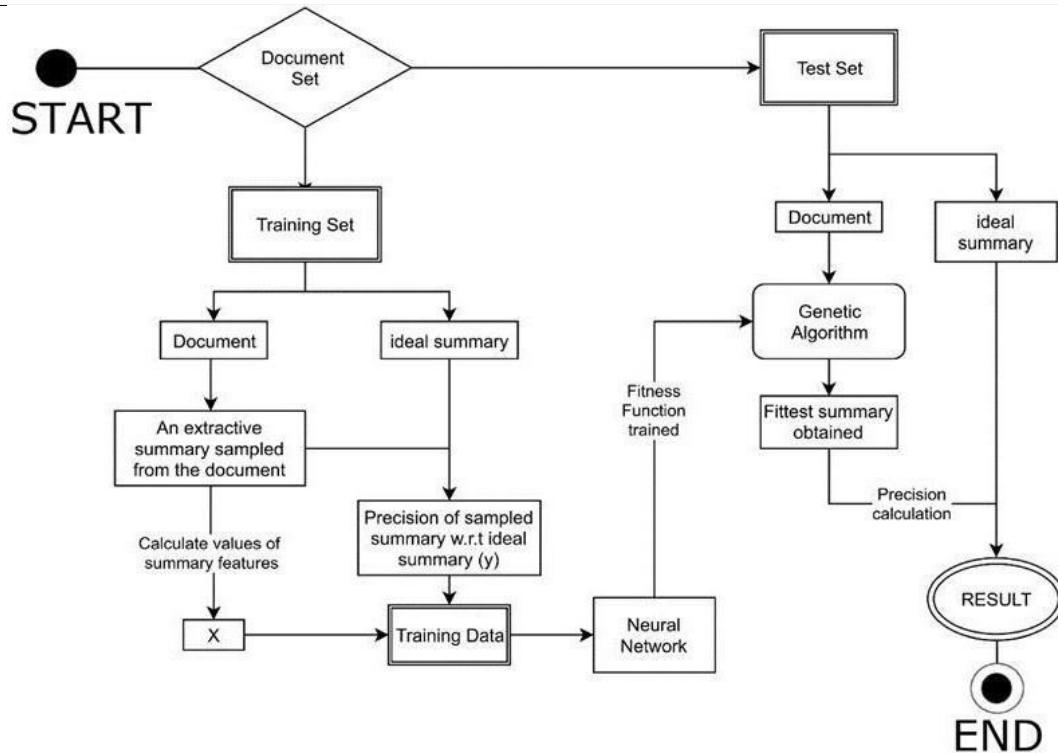 START
Document
Set
Test Set
Training Set
Document
ideal
summary
Document
ideal summary
Genetic
Algorithm
An extractive
summary sampled
from the document
Fitness
Function
trained
Fittest summary
obtained
Calculate values of
summary features
Precision of sampled
summary w.r.t ideal
summary (y)
Precision
calculation
X
Training Data
Neural
Network
RESULT
END